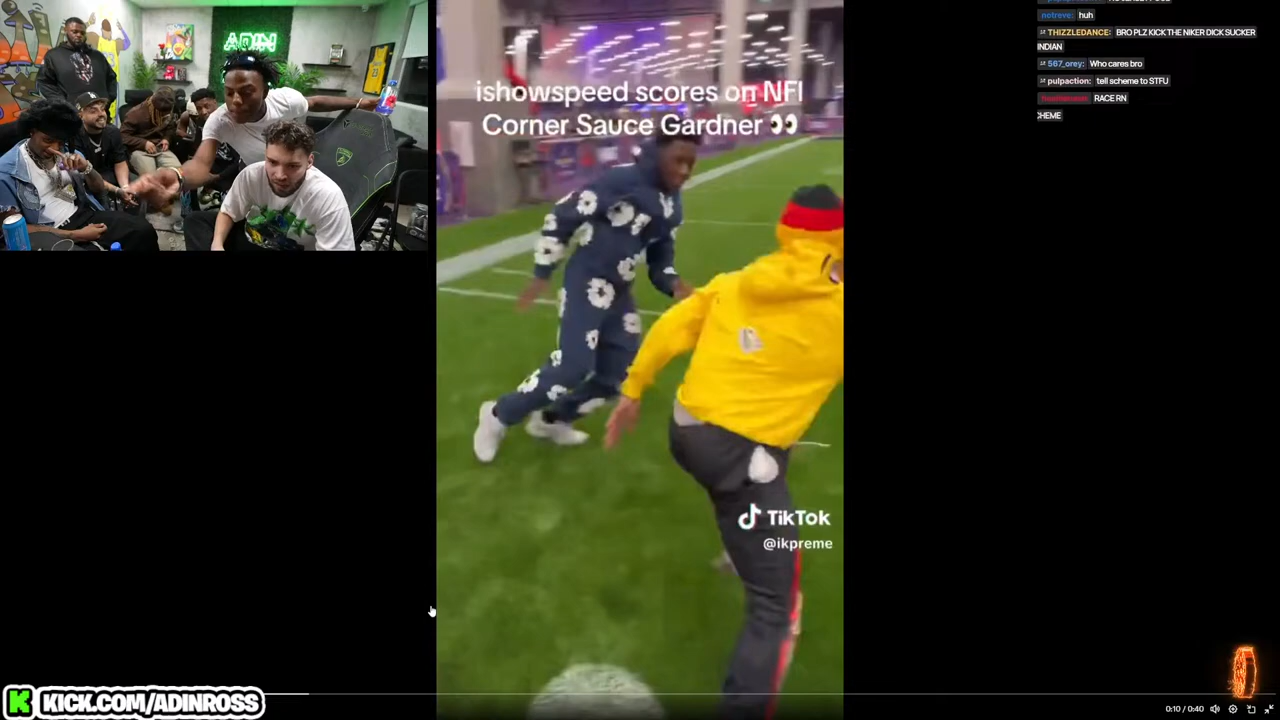 ADIN
ishowspeed scores on NFl
Corner Sauce Gardner 👀
TikTok
@ikpreme
notreve: huh
THIZZLEDANCE: BRO PLZ KICK THE NIKER DICK SUCKER
INDIAN
567_orey: Who cares bro
pulpaction: tell scheme to STFU
RACE RN
CHEME
KICK.COM/ADINROSS
0:10 / 0:40